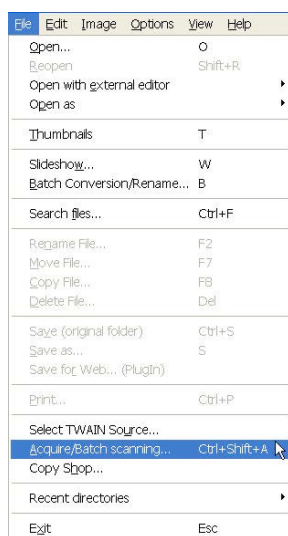 File Edit Image Options View Help
Open... O
Reopen Shift+R
Open with external editor
Open as
Thumbnails T
Slideshow... W
Batch Conversion/Rename... B
Search files... Ctrl+F
Rename File... F2
Move File... F7
Copy File... F8
Delete File... Del
Save (original folder) Ctrl+S
Save as... S
Save for Web... (PlugIn)
Print... Ctrl+P
Select TWAIN Source...
Acquire/Batch scanning... Ctrl+Shift+A
Copy Shop...
Recent directories
Exit Esc